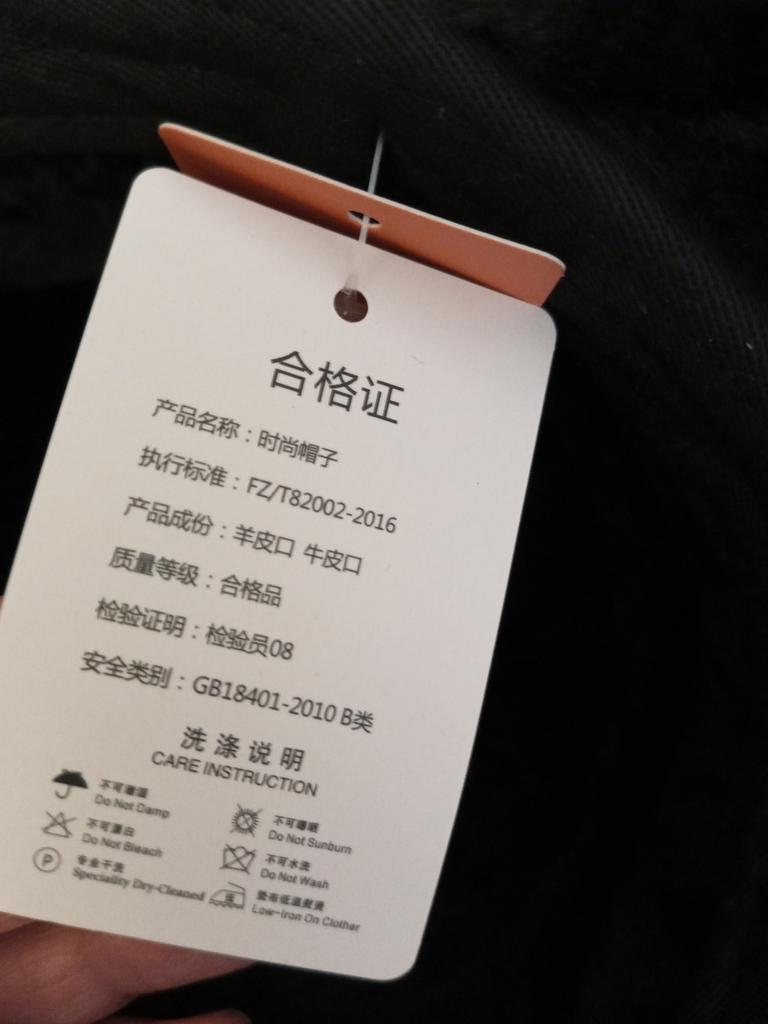 合格证
产品名称：时尚帽子
执行标准：FZ/T82002-2016
产品成份：羊皮口 牛皮口
质量等级：合格品
检验证明：检验员08
安全类别：GB18401-2010 B类
洗涤说明
CARE INSTRUCTION
不可潮湿
Do Not Damp
不可曝晒
Do Not Sunburn
不可漂白
Do Not Bleach
不可水洗
Do Not Wash
P
专业干洗
Speciality Dry-Cleaned
低
垫布低温熨烫
Low-Iron On Clother